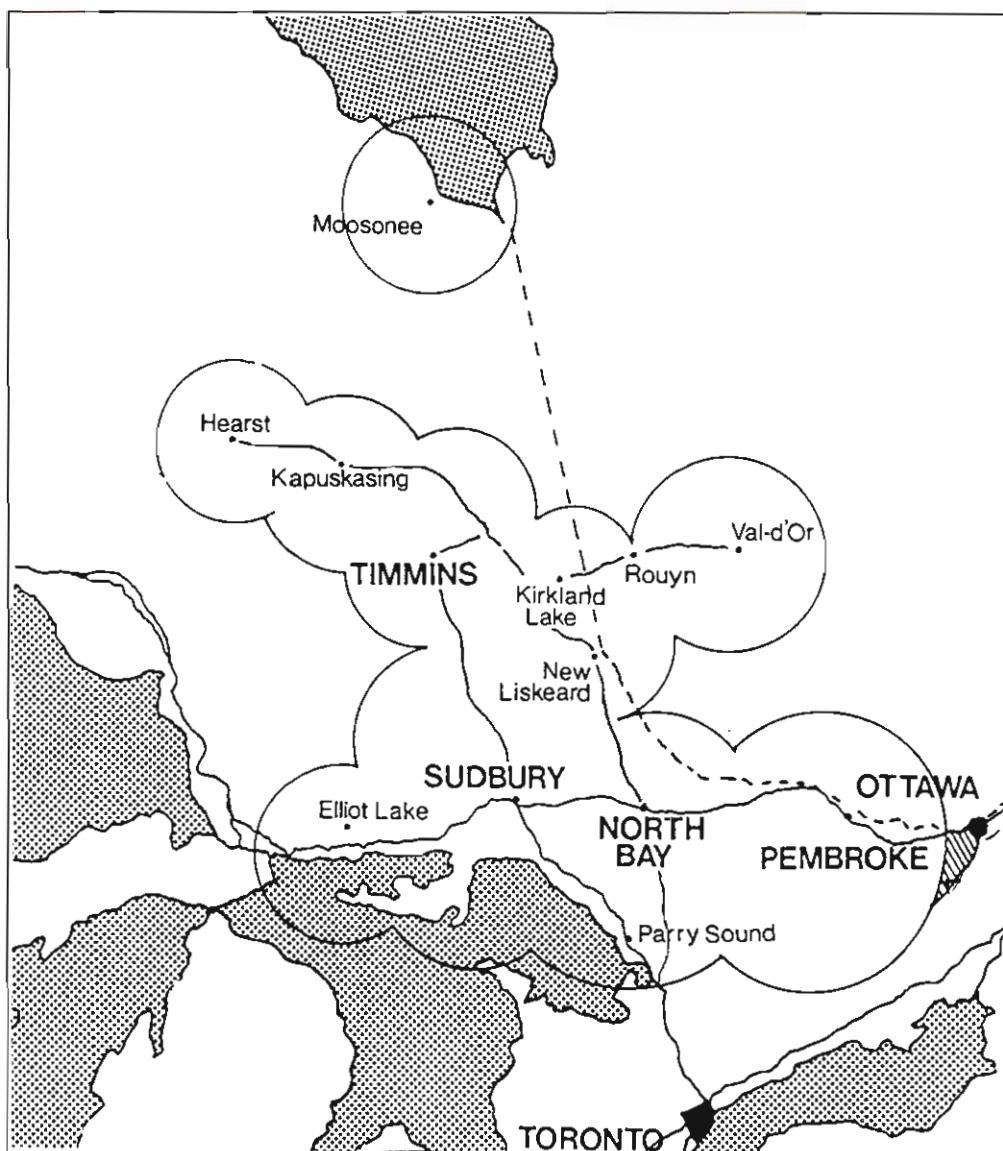 Moosonee
Hearst
Kapuskasing
Val-d'Or
TIMMINS
Rouyn
Kirkland
Lake
New
Liskeard
SUDBURY
OTTAWA
Elliot Lake
NORTH
BAY
PEMBROKE
Parry Sound
TORONTO